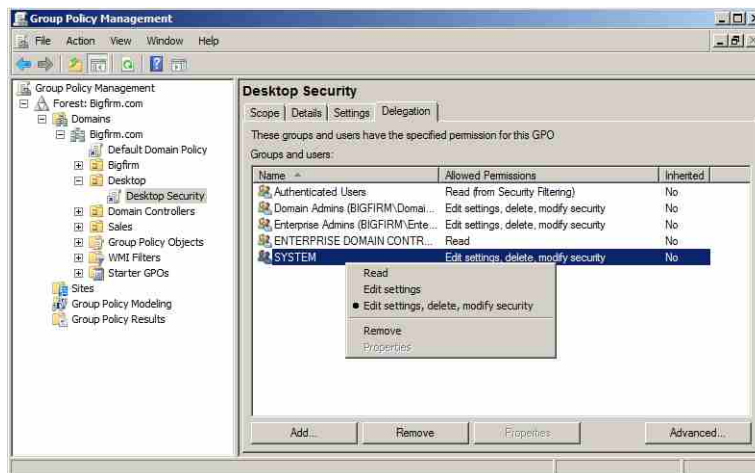 Group Policy Management
File Action View Window Help
Group Policy Management
Forest: Bigfirm.com
Domains
Bigfirm.com
Default Domain Policy
Bigfirm
Desktop
Desktop Security
Domain Controllers
Sales
Group Policy Objects
WMI Filters
Starter GPOs
Sites
Group Policy Modeling
Group Policy Results
Desktop Security
Scope Details Settings Delegation
These groups and users have the specified permission for this GPO
Groups and users:
Name Allowed Permissions Inherited
Authenticated Users Read (from Security Filtering) No
Domain Admins (BIGFIRM\Domai... Edit settings, delete, modify security No
Enterprise Admins (BIGFIRM\Ente... Edit settings, delete, modify security No
ENTERPRISE DOMAIN CONTR... Read No
SYSTEM Edit settings, delete, modify security No
Read
Edit settings
Edit settings, delete, modify security
Remove
Properties
Add... Remove Properties Advanced...